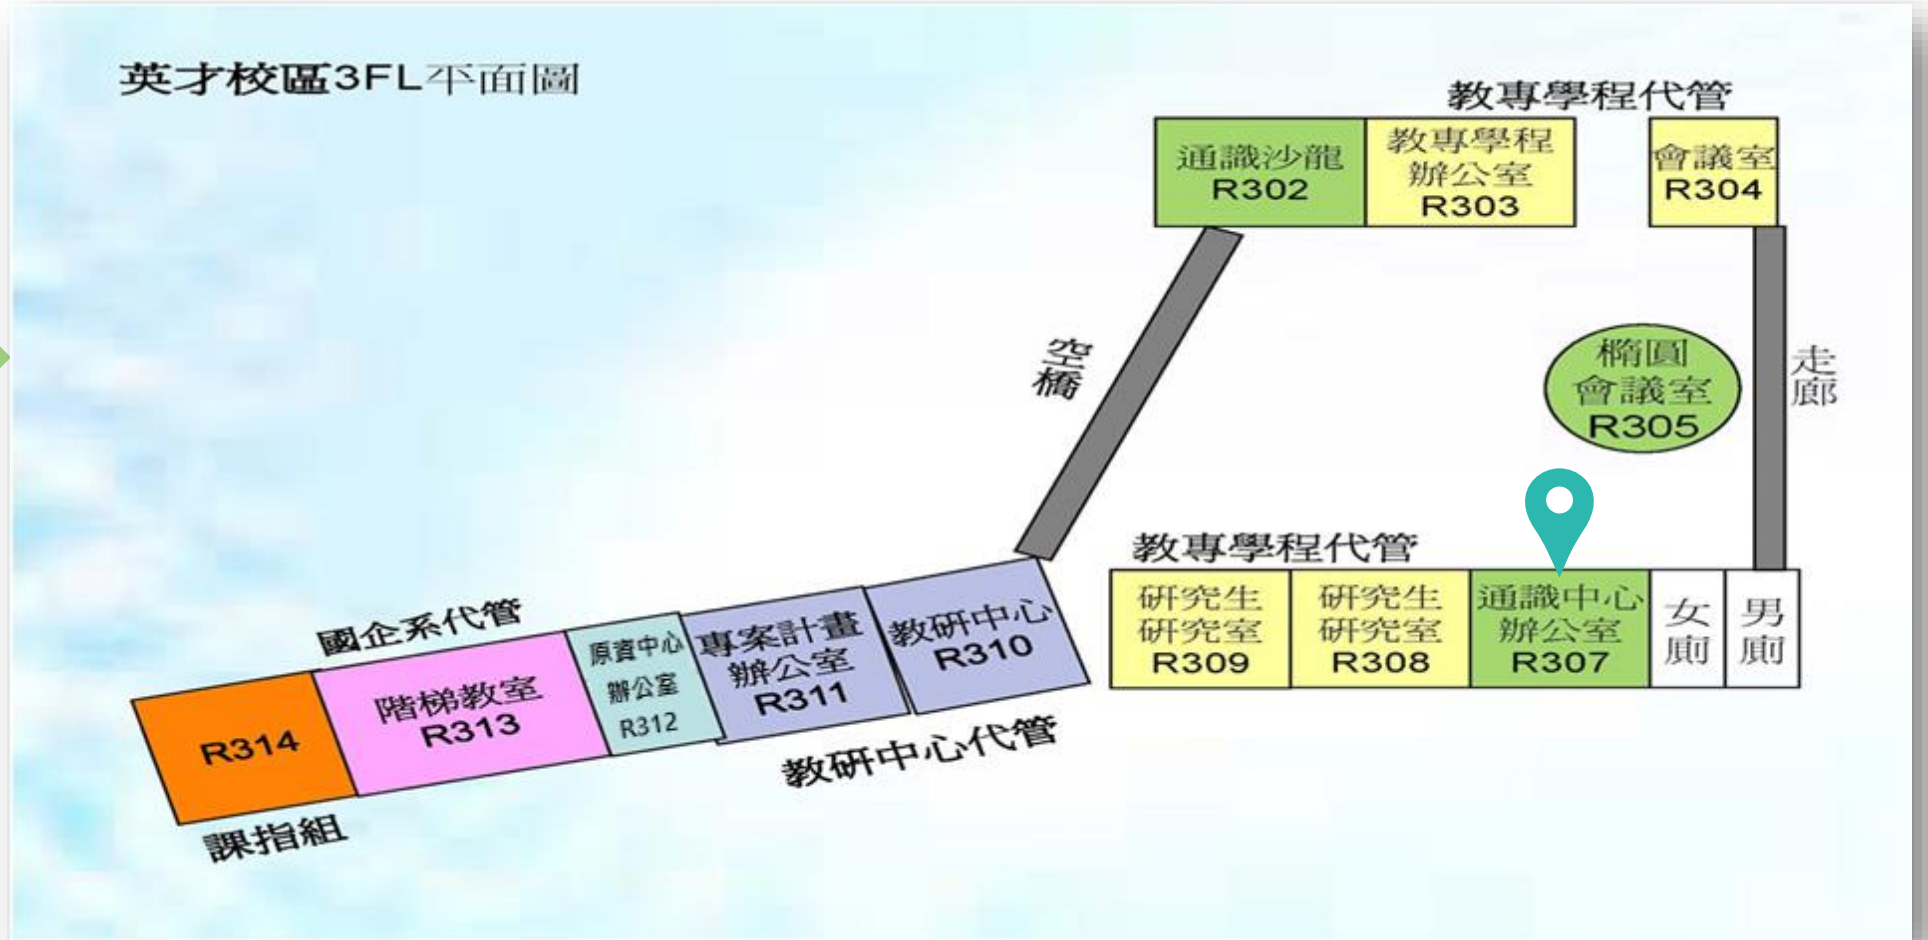 英才校區3FL平面圖
教專學程代管
通識沙龍
R302
教專學程
辦公室
R303
會議室
R304
空橋
橢圓
會議室
R305
走廊
教專學程代管
研究生
研究室
R309
研究生
研究室
R308
通識中心
辦公室
R307
女廁
男廁
國企系代管
R314
階梯教室
R313
原資中心
辦公室
R312
專案計畫
辦公室
R311
教研中心
R310
教研中心代管
課指組